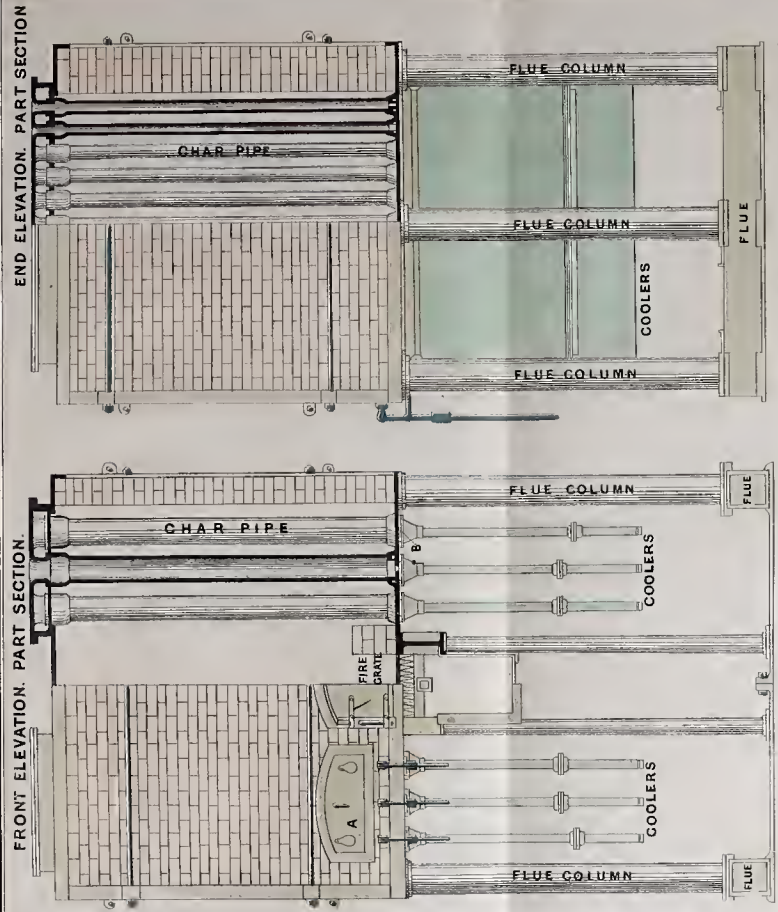 END ELEVATION. PART SECTION
CHAR PIPE
FLUE COLUMN
FLUE COLUMN
FLUE COLUMN
COOLERS
FLUE
FRONT ELEVATION. PART SECTION.
CHAR PIPE
FIRE
GRATE
A
B
FLUE COLUMN
COOLERS
COOLERS
FLUE COLUMN
FLUE
FLUE